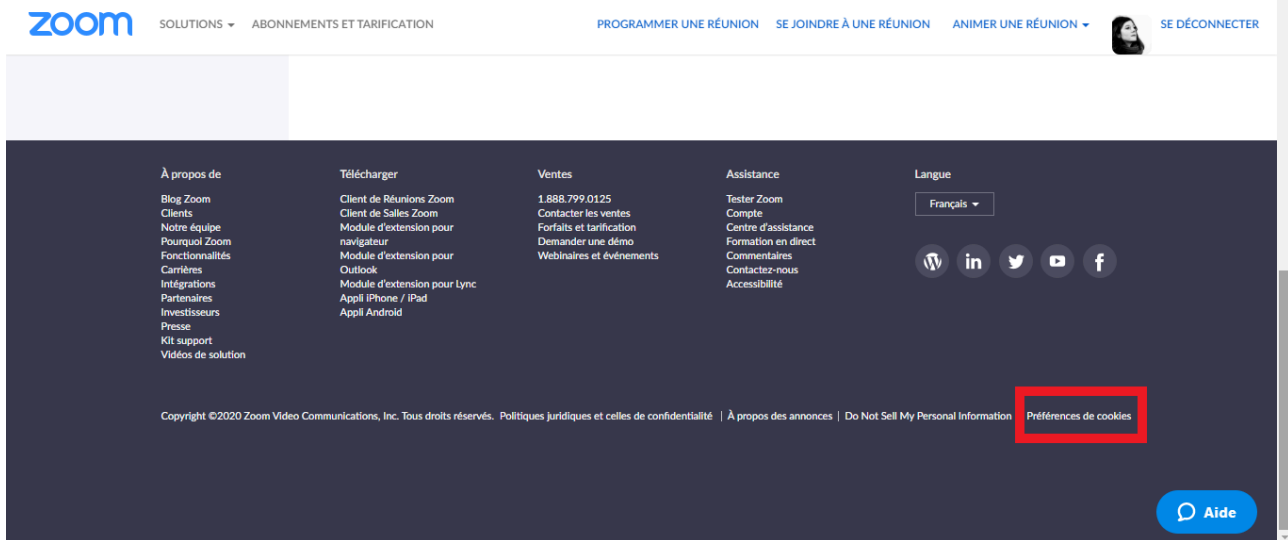 zoom SOLUTIONS ABONNEMENTS ET TARIFICATION PROGRAMMER UNE RÉUNION SE JOINDRE À UNE RÉUNION ANIMER UNE RÉUNION SE DÉCONNECTER
À propos de
Blog Zoom
Clients
Notre équipe
Pourquoi Zoom
Fonctionnalités
Carrières
Intégrations
Partenaires
Investisseurs
Presse
Kit support
Vidéos de solution
Télécharger
Client de Réunions Zoom
Client de Salles Zoom
Module d'extension pour
navigateur
Module d'extension pour
Outlook
Module d'extension pour Lync
Appli iPhone / iPad
Appli Android
Ventes
1.888.799.0125
Contacter les ventes
Forfaits et tarification
Demander une démo
Webinaires et événements
Assistance
Tester Zoom
Compte
Centre d'assistance
Formation en direct
Commentaires
Contactez-nous
Accessibilité
Langue
Français
in f
Copyright ©2020 Zoom Video Communications, Inc. Tous droits réservés. Politiques juridiques et celles de confidentialité | À propos des annonces | Do Not Sell My Personal Information Préférences de cookies
Aide